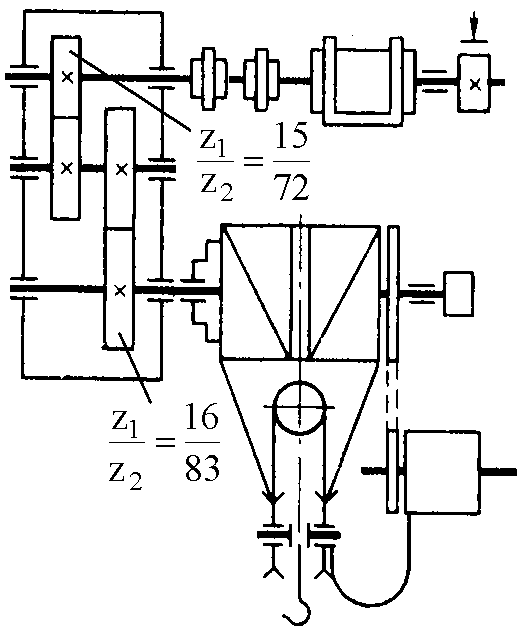 z₁/z₂ = 15/72
z₁/z₂ = 16/83